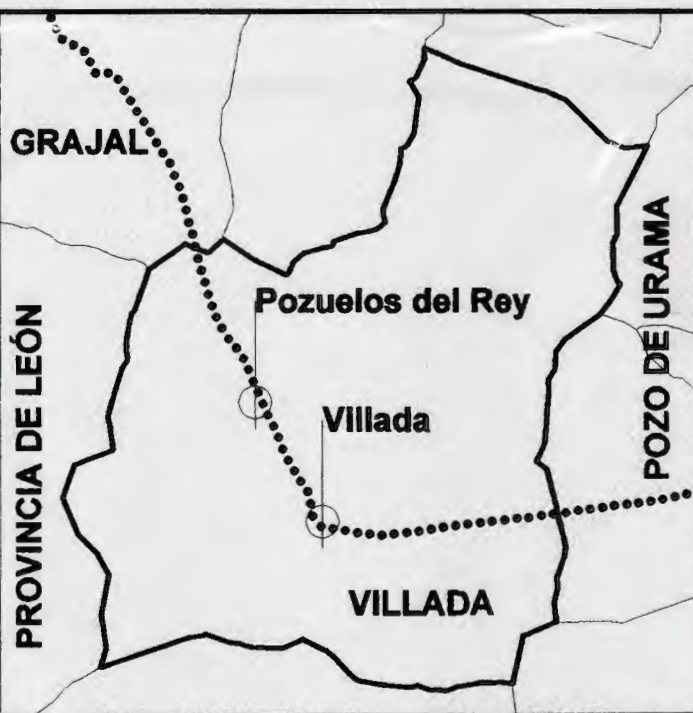 GRAJAL
Pozuelos del Rey
Villada
VILLADA
PROVINCIA DE LEÓN
POZO DE URAMA